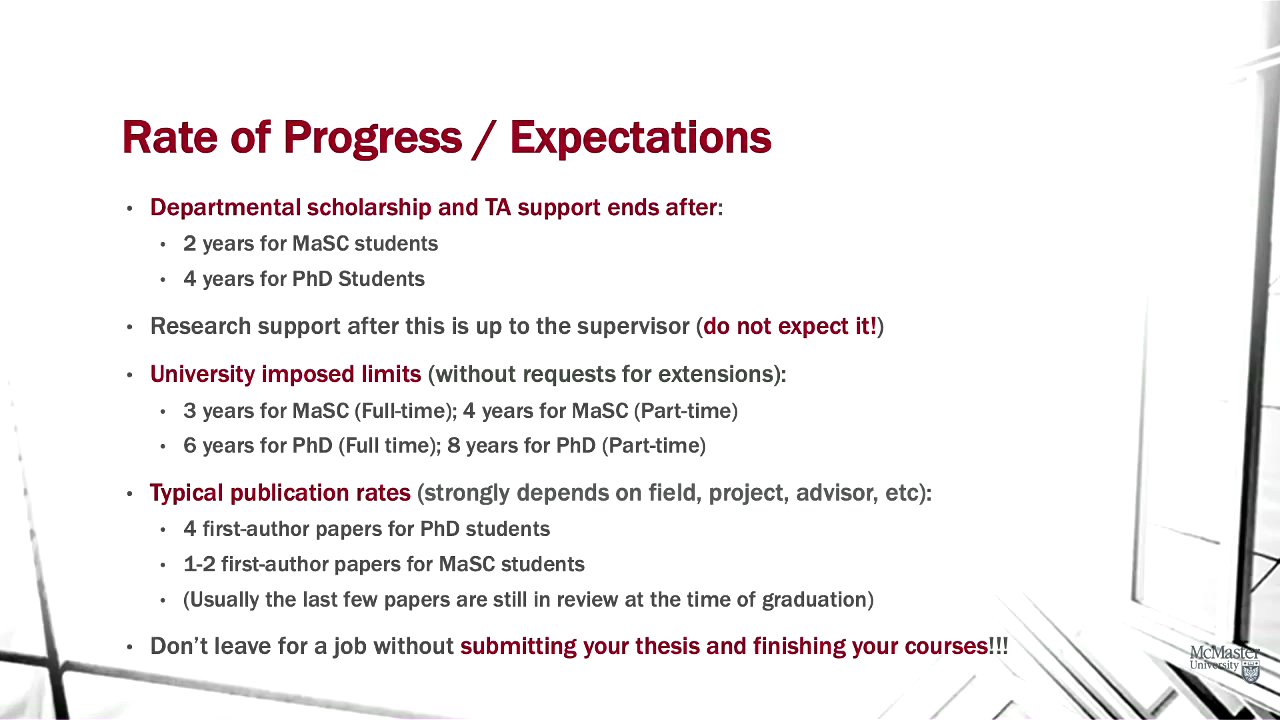 Rate of Progress / Expectations
• Departmental scholarship and TA support ends after:
• 2 years for MaSC students
• 4 years for PhD Students
• Research support after this is up to the supervisor (do not expect it!)
• University imposed limits (without requests for extensions):
• 3 years for MaSC (Full-time); 4 years for MaSC (Part-time)
• 6 years for PhD (Full time); 8 years for PhD (Part-time)
• Typical publication rates (strongly depends on field, project, advisor, etc):
• 4 first-author papers for PhD students
• 1-2 first-author papers for MaSC students
• (Usually the last few papers are still in review at the time of graduation)
• Don’t leave for a job without submitting your thesis and finishing your courses!!!
McMaster
University